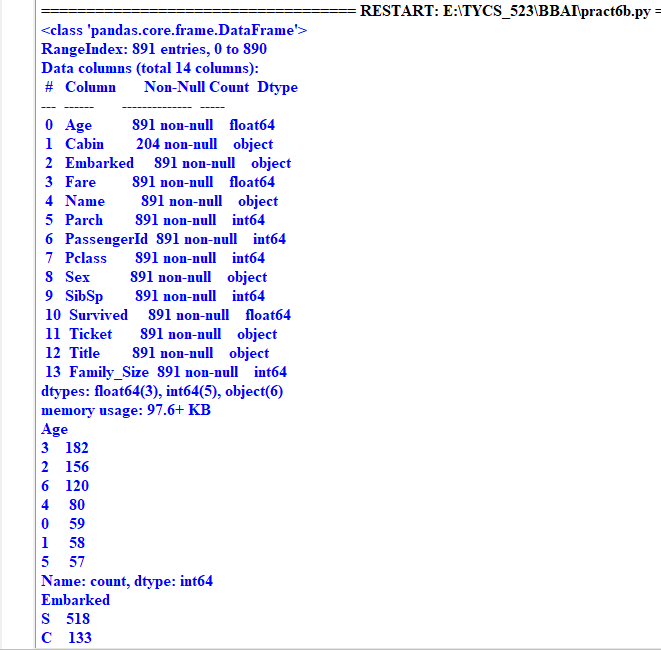 =================================== RESTART: E:\TYCS_523\BBAI\pract6b.py =
<class 'pandas.core.frame.DataFrame'>
RangeIndex: 891 entries, 0 to 890
Data columns (total 14 columns):
# Column Non-Null Count Dtype
--- ------ -------------- -----
0 Age 891 non-null float64
1 Cabin 204 non-null object
2 Embarked 891 non-null object
3 Fare 891 non-null float64
4 Name 891 non-null object
5 Parch 891 non-null int64
6 PassengerId 891 non-null int64
7 Pclass 891 non-null int64
8 Sex 891 non-null object
9 SibSp 891 non-null int64
10 Survived 891 non-null float64
11 Ticket 891 non-null object
12 Title 891 non-null object
13 Family_Size 891 non-null int64
dtypes: float64(3), int64(5), object(6)
memory usage: 97.6+ KB
Age
3 182
2 156
6 120
4 80
0 59
1 58
5 57
Name: count, dtype: int64
Embarked
S 518
C 133